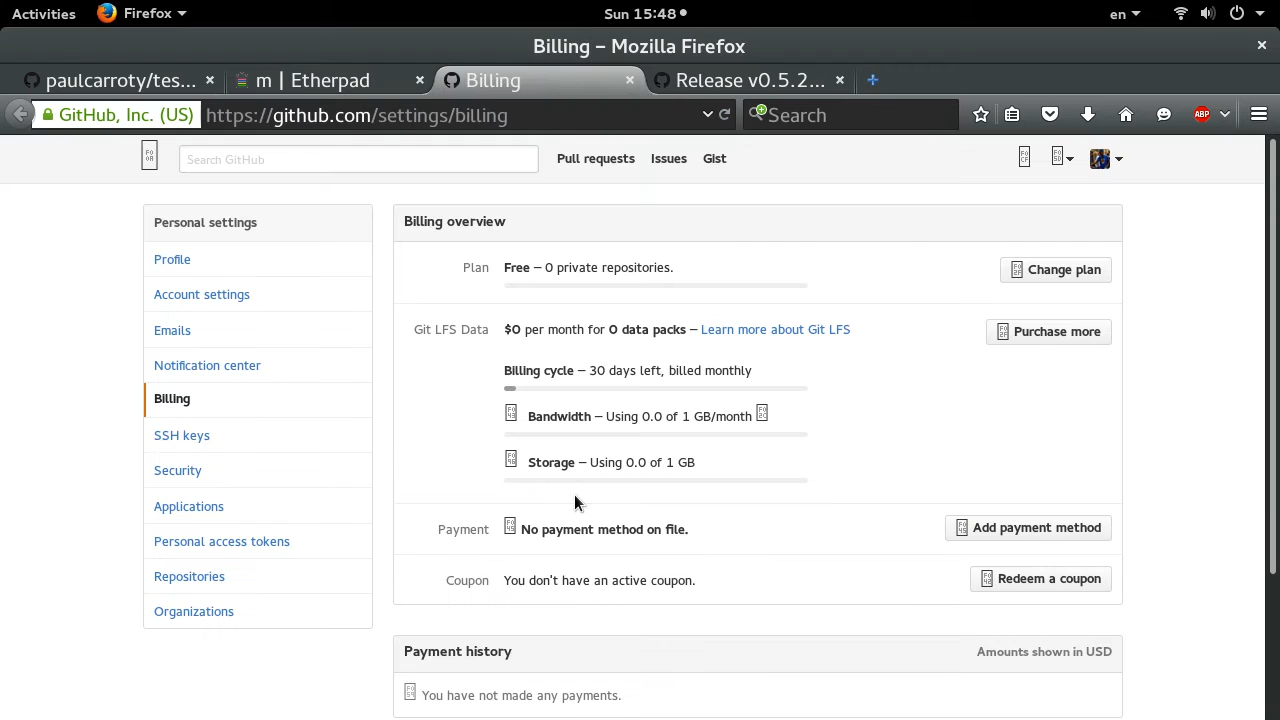 Activities Firefox Sun 15:48 en
Billing – Mozilla Firefox
paulcarroty/tes... m | Etherpad Billing Release v0.5.2...
GitHub, Inc. (US) https://github.com/settings/billing Search ABP
Search GitHub Pull requests Issues Gist
Personal settings
Profile
Account settings
Emails
Notification center
Billing
SSH keys
Security
Applications
Personal access tokens
Repositories
Organizations
Billing overview
Plan Free – 0 private repositories. Change plan
Git LFS Data $0 per month for 0 data packs – Learn more about Git LFS Purchase more
Billing cycle – 30 days left, billed monthly
Bandwidth – Using 0.0 of 1 GB/month
Storage – Using 0.0 of 1 GB
Payment No payment method on file. Add payment method
Coupon You don't have an active coupon. Redeem a coupon
Payment history Amounts shown in USD
You have not made any payments.